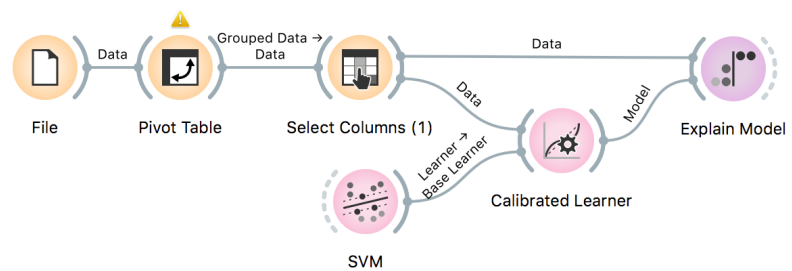 Data
Grouped Data →
Data
Data
File
Pivot Table
Select Columns (1)
Explain Model
Data
Model
Learner →
Base Learner
Calibrated Learner
SVM